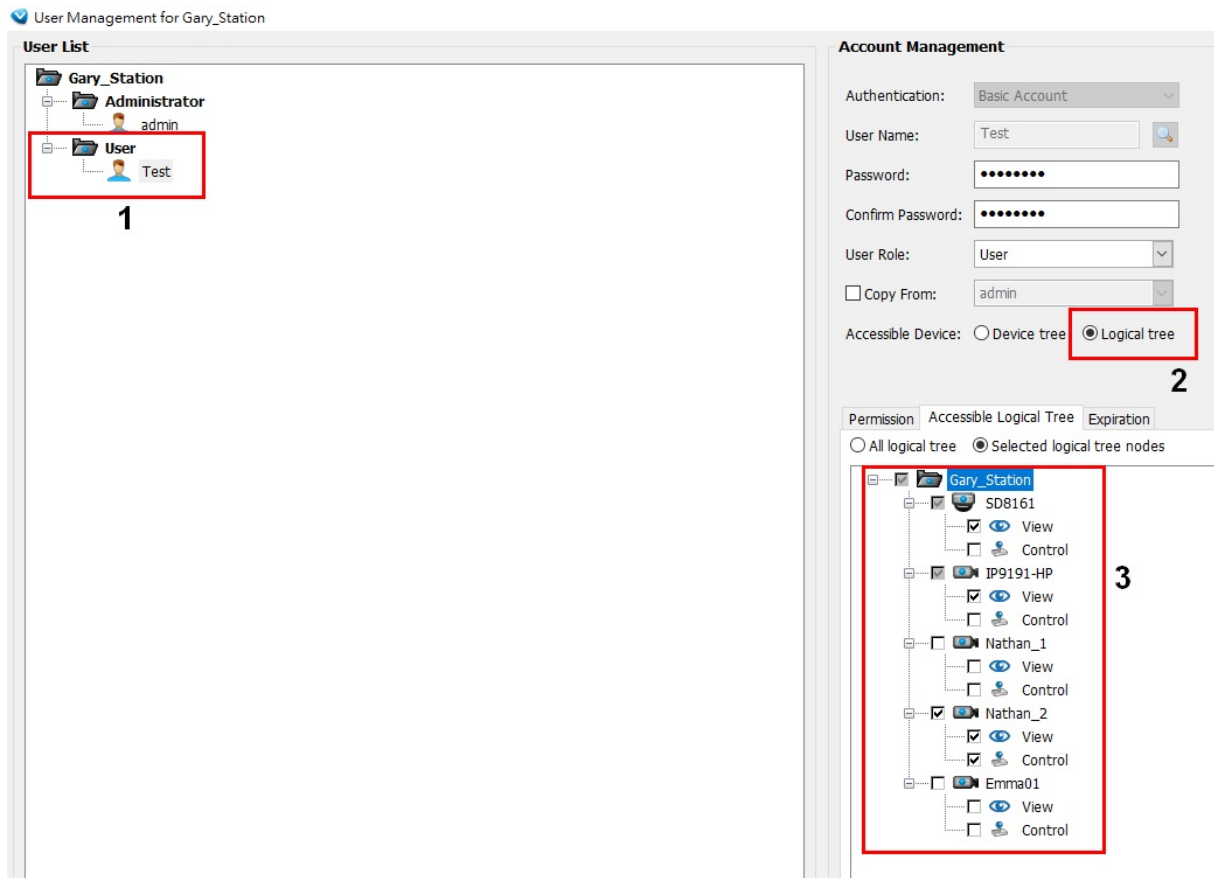 User Management for Gary_Station
User List
Gary_Station
Administrator
admin
User
Test
1
Account Management
Authentication: Basic Account
User Name: Test
Password: ••••••••
Confirm Password: ••••••••
User Role: User
Copy From: admin
Accessible Device: Device tree Logical tree
2
Permission Accessible Logical Tree Expiration
All logical tree Selected logical tree nodes
Gary_Station
SD8161
View
Control
IP9191-HP
3
View
Control
Nathan_1
View
Control
Nathan_2
View
Control
Emma01
View
Control